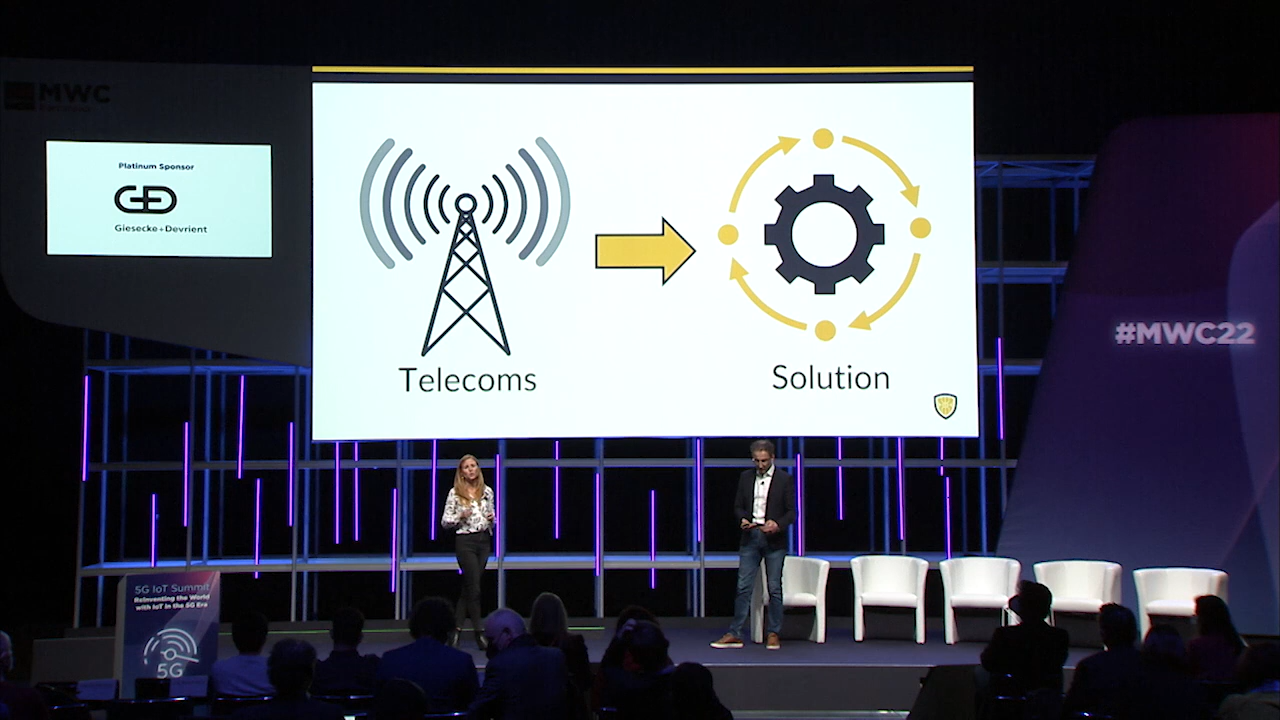 MWC
Platinum Sponsor
G+D
Giesecke+Devrient
Telecoms
Solution
#MWC22
5G IoT Summit
Reinventing the World
with IoT in the 5G Era
5G